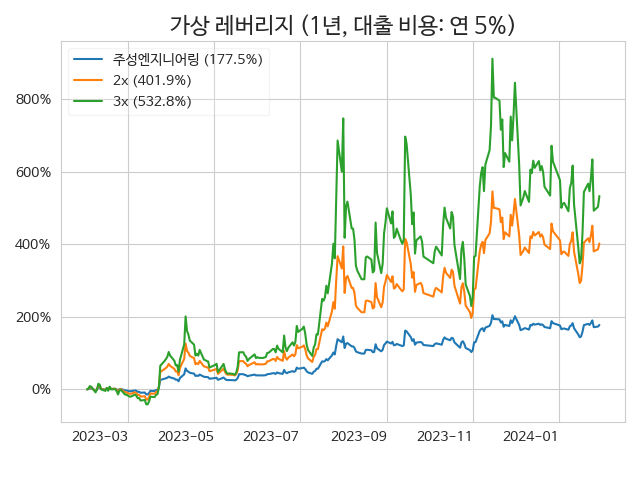 가상 레버리지 (1년, 대출 비용: 연 5%)
주성엔지니어링 (177.5%)
2x (401.9%)
3x (532.8%)
800%
600%
400%
200%
0%
2023-03 2023-05 2023-07 2023-09 2023-11 2024-01